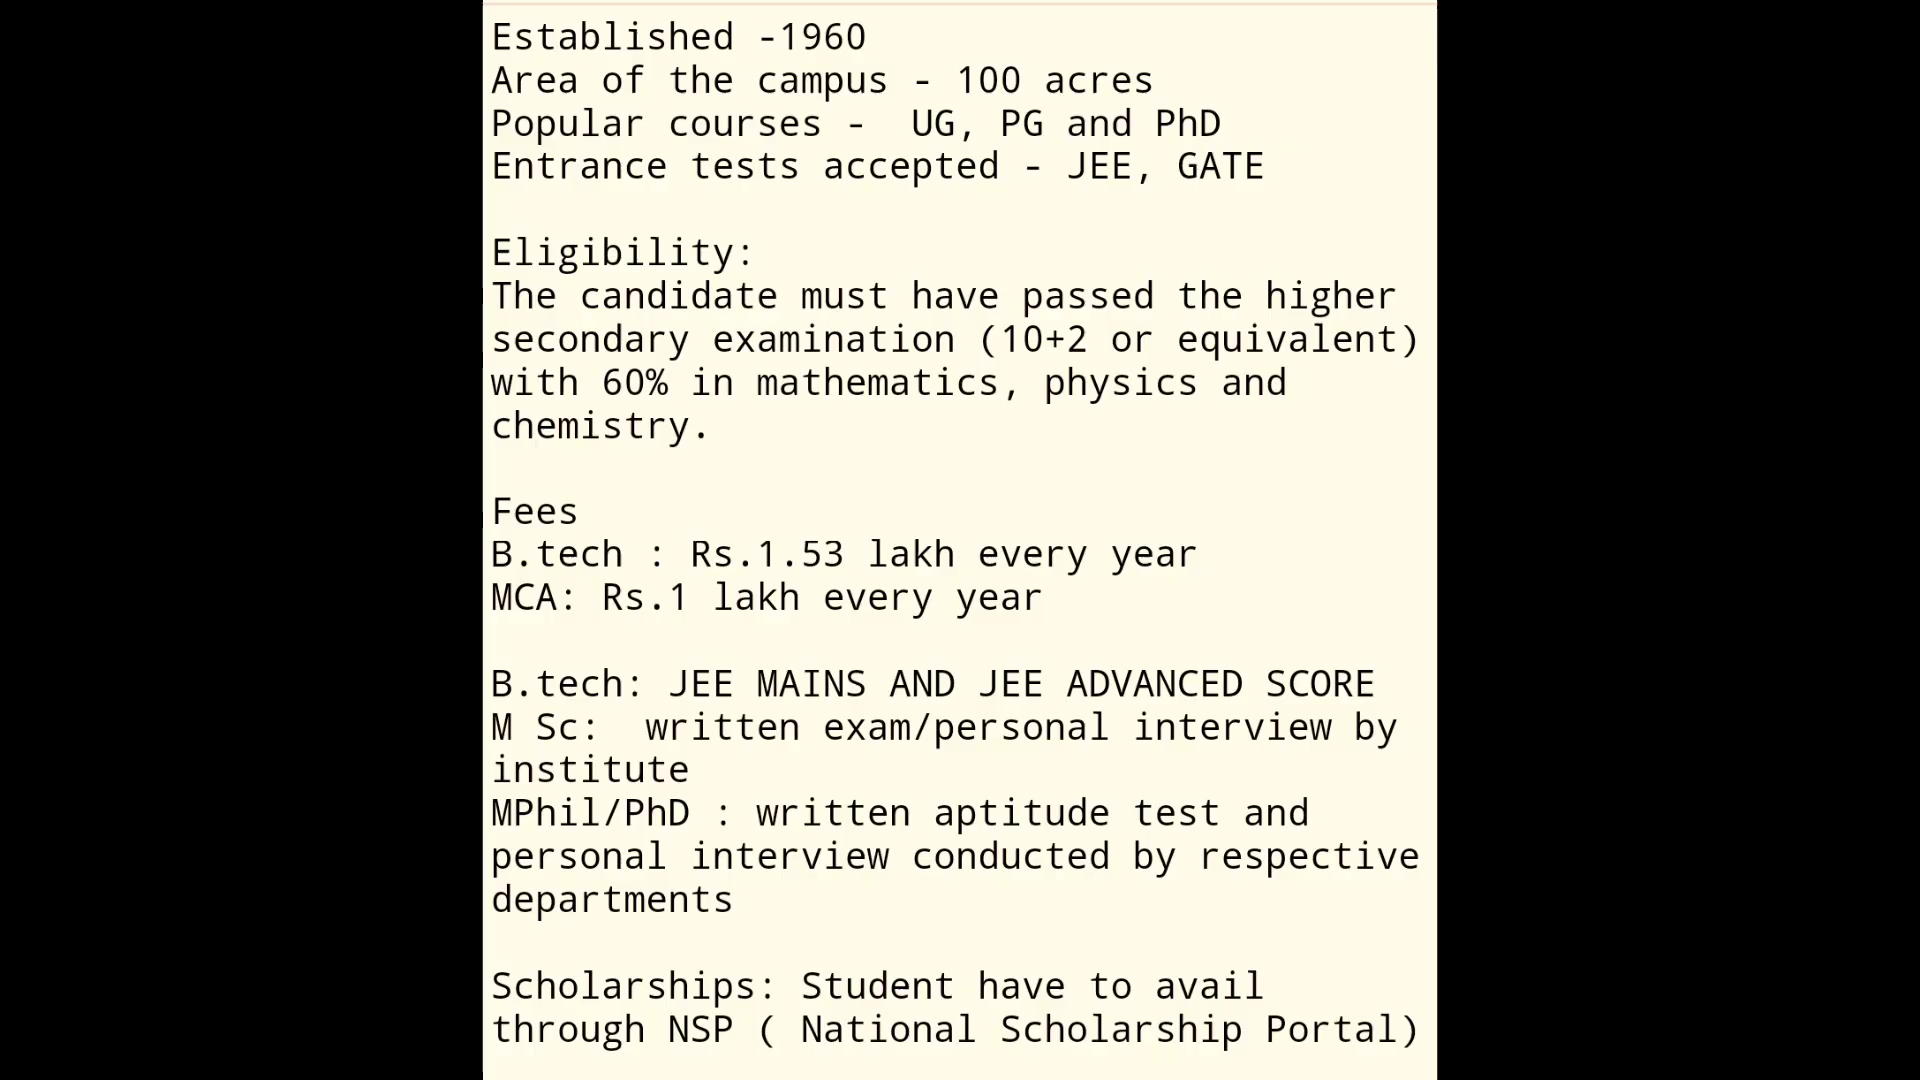 Established -1960
Area of the campus - 100 acres
Popular courses -  UG, PG and PhD
Entrance tests accepted - JEE, GATE
Eligibility:
The candidate must have passed the higher
secondary examination (10+2 or equivalent)
with 60% in mathematics, physics and
chemistry.
Fees
B.tech : Rs.1.53 lakh every year
MCA: Rs.1 lakh every year
B.tech: JEE MAINS AND JEE ADVANCED SCORE
M Sc:  written exam/personal interview by
institute
MPhil/PhD : written aptitude test and
personal interview conducted by respective
departments
Scholarships: Student have to avail
through NSP ( National Scholarship Portal)